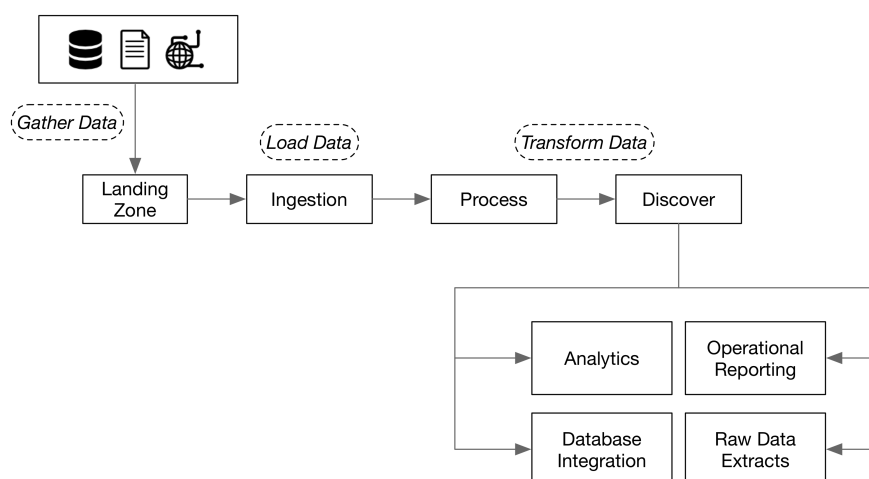 Gather Data
Load Data
Transform Data
Landing
Zone
Ingestion
Process
Discover
Analytics
Operational
Reporting
Database
Integration
Raw Data
Extracts